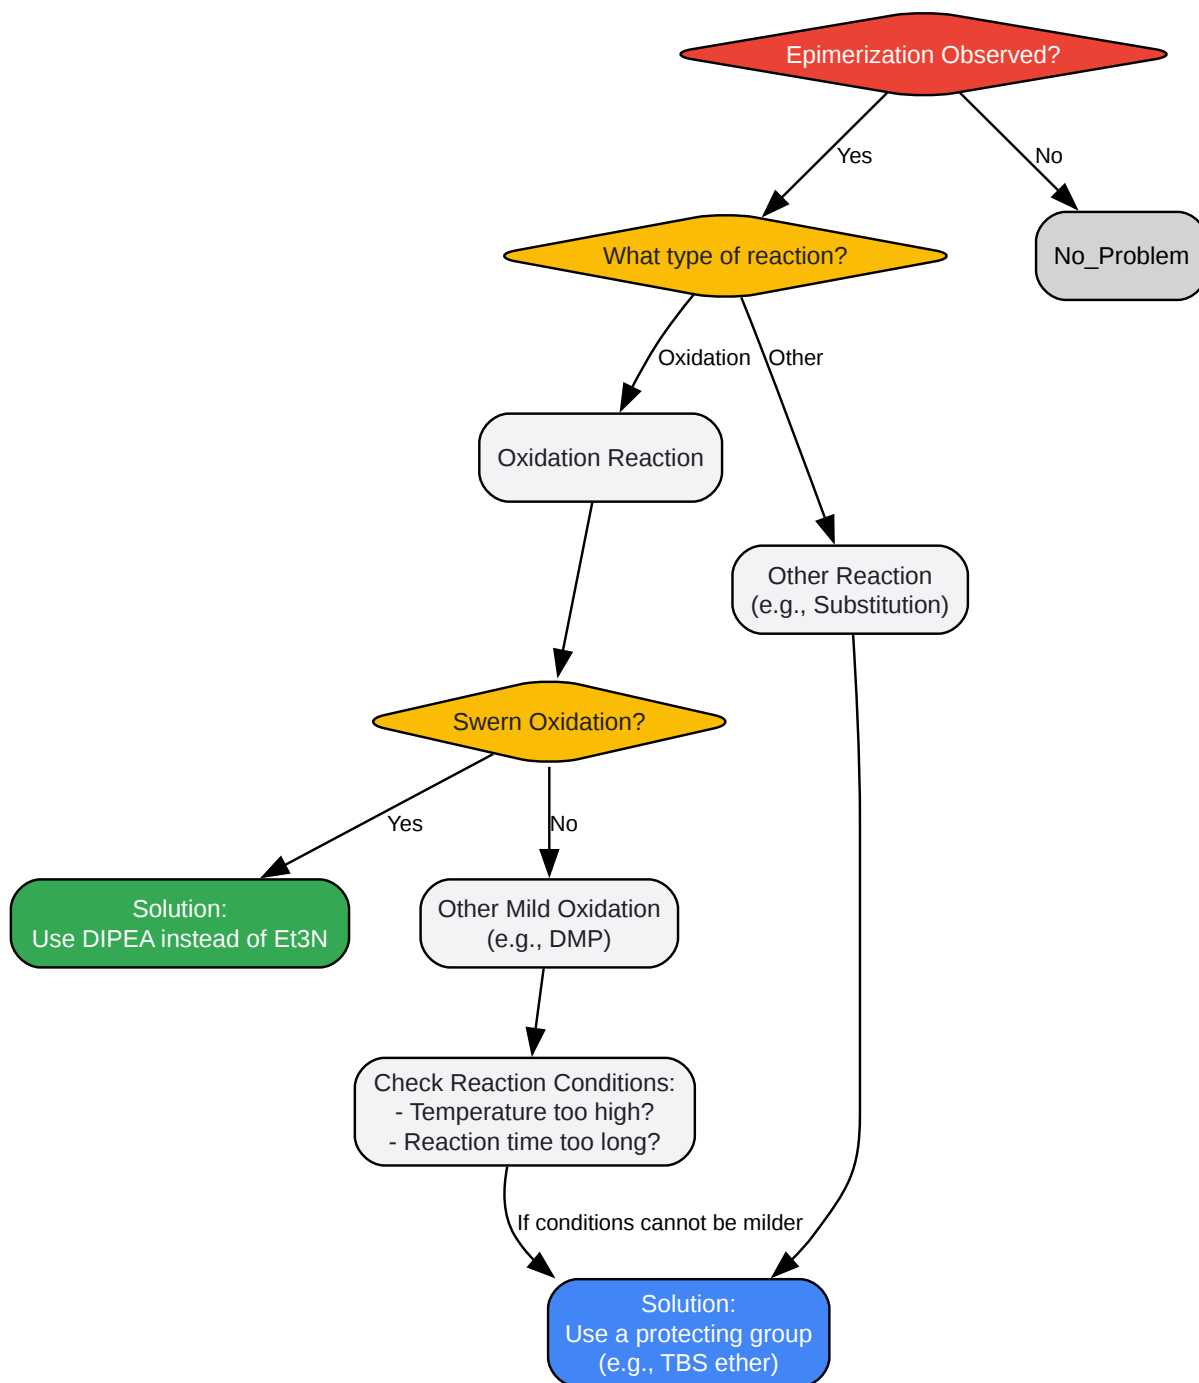 Epimerization Observed?
Yes
No
What type of reaction?
No_Problem
Oxidation
Other
Oxidation Reaction
Other Reaction
(e.g., Substitution)
Swern Oxidation?
Yes
No
Solution:
Use DIPEA instead of Et3N
Other Mild Oxidation
(e.g., DMP)
Check Reaction Conditions:
- Temperature too high?
- Reaction time too long?
If conditions cannot be milder
Solution:
Use a protecting group
(e.g., TBS ether)